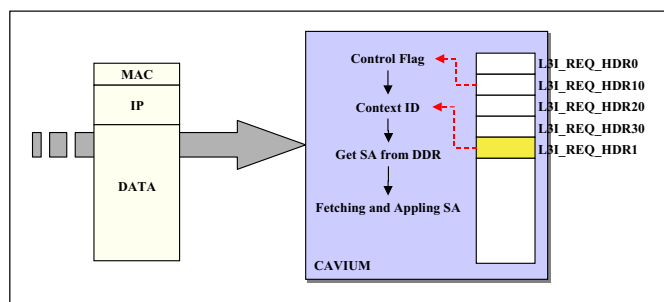 MAC
IP
DATA
Control Flag
Context ID
Get SA from DDR
Fetching and Appling SA
CAVIUM
L3I_REQ_HDR0
L3I_REQ_HDR10
L3I_REQ_HDR20
L3I_REQ_HDR30
L3I_REQ_HDR1